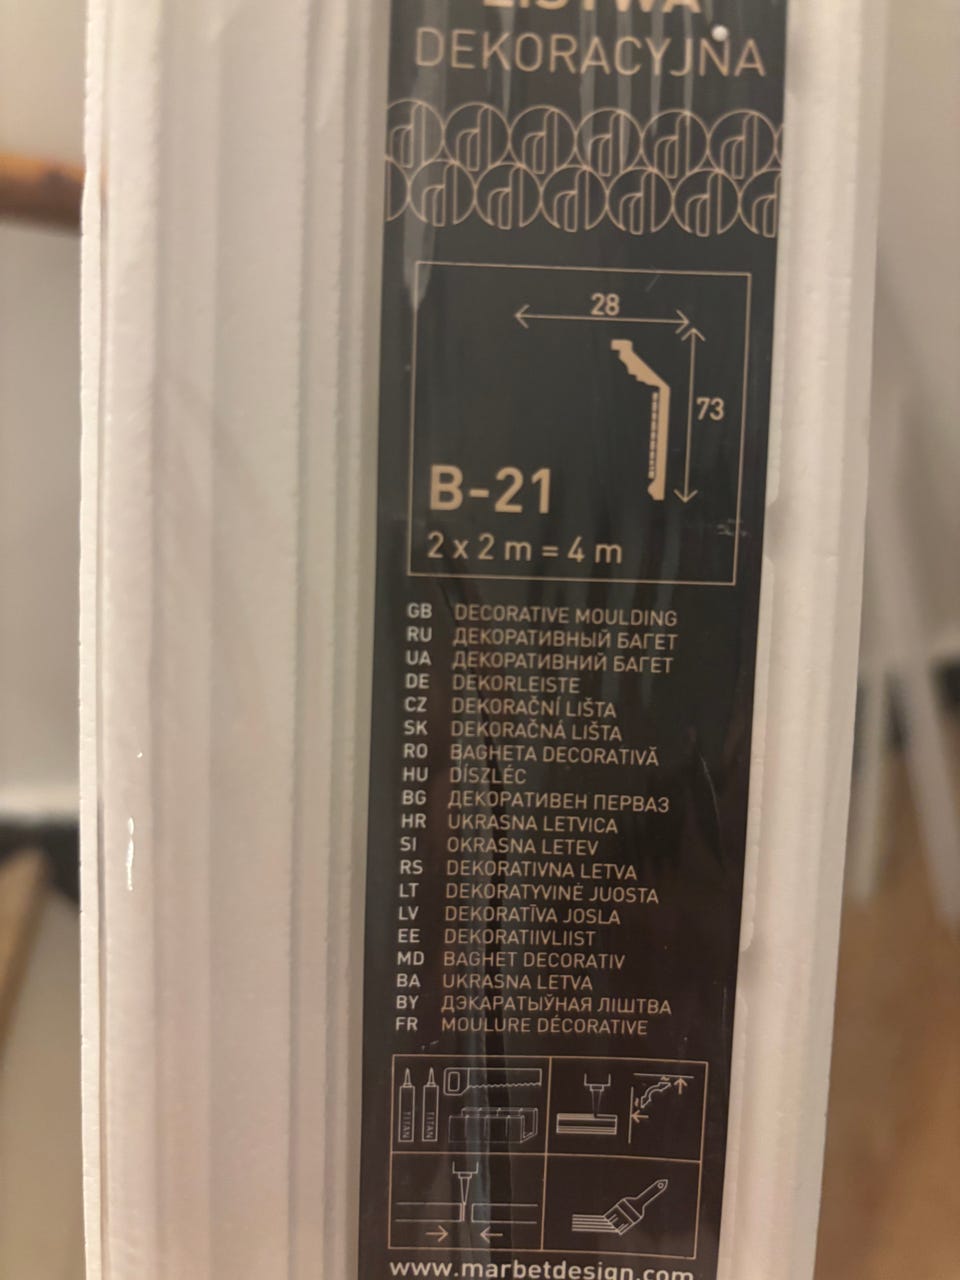 LISTWA
DEKORACYJNA
28
73
B-21
2 x 2 m = 4 m
GB DECORATIVE MOULDING
RU ДЕКОРАТИВНЫЙ БАГЕТ
UA ДЕКОРАТИВНИЙ БАГЕТ
DE DEKORLEISTE
CZ DEKORAČNÍ LIŠTA
SK DEKORAČNÁ LIŠTA
RO BAGHETA DECORATIVĂ
HU DÍSZLÉC
BG ДЕКОРАТИВЕН ПЕРВАЗ
HR UKRASNA LETVICA
SI OKRASNA LETEV
RS DEKORATIVNA LETVA
LT DEKORATYVINĖ JUOSTA
LV DEKORATĪVA JOSLA
EE DEKORATIIVLIIST
MD BAGHET DECORATIV
BA UKRASNA LETVA
BY ДЭКАРАТЫЎНАЯ ЛІШТВА
FR MOULURE DÉCORATIVE
TITAN TITAN
www.marbetdesign.com